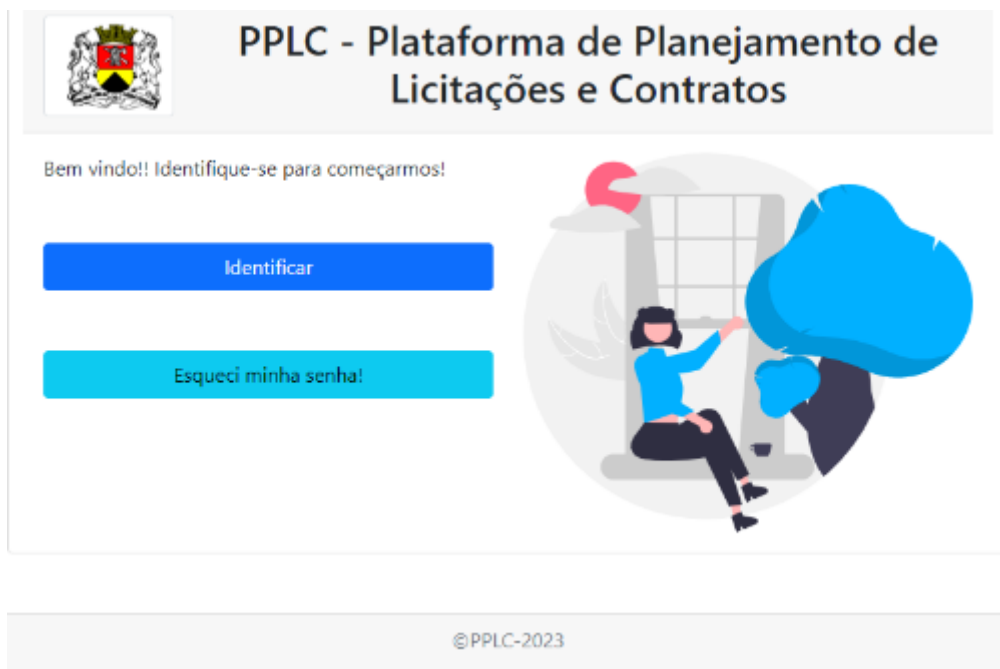 PPLC - Plataforma de Planejamento de
Licitações e Contratos
Bem vindo!! Identifique-se para começarmos!
Identificar
Esqueci minha senha!
©PPLC-2023